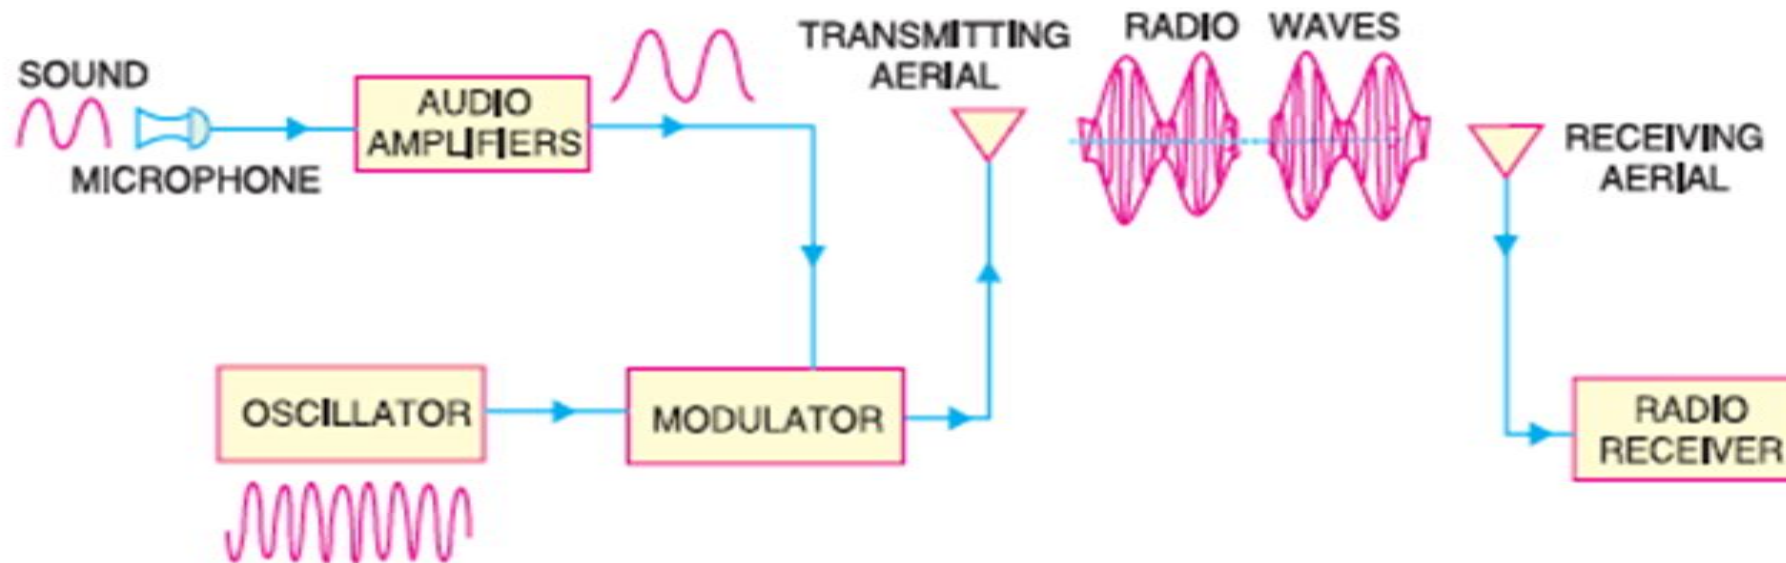 SOUND
MICROPHONE
AUDIO
AMPLIFIERS
TRANSMITTING
AERIAL
RADIO WAVES
RECEIVING
AERIAL
OSCILLATOR
MODULATOR
RADIO
RECEIVER